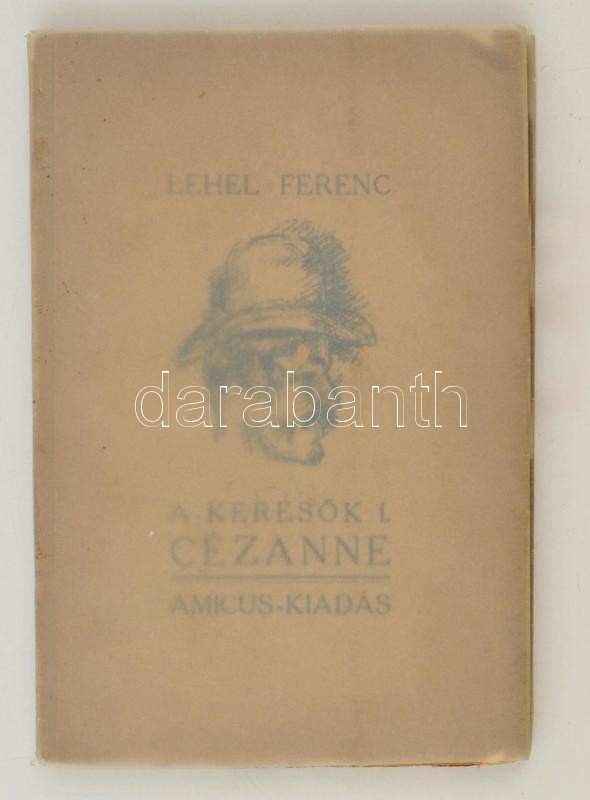 LEHEL FERENC
darabanth
A KERESŐK I.
CÉZANNE
AMICUS-KIADÁS